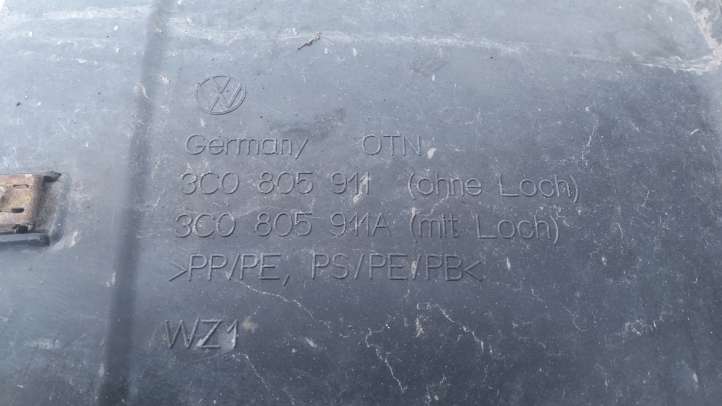 Germany OTN
3C0 805 911 (ohne Loch)
3C0 805 911A (mit Loch)
>PP/PE, PS/PE/PB<
WZ1